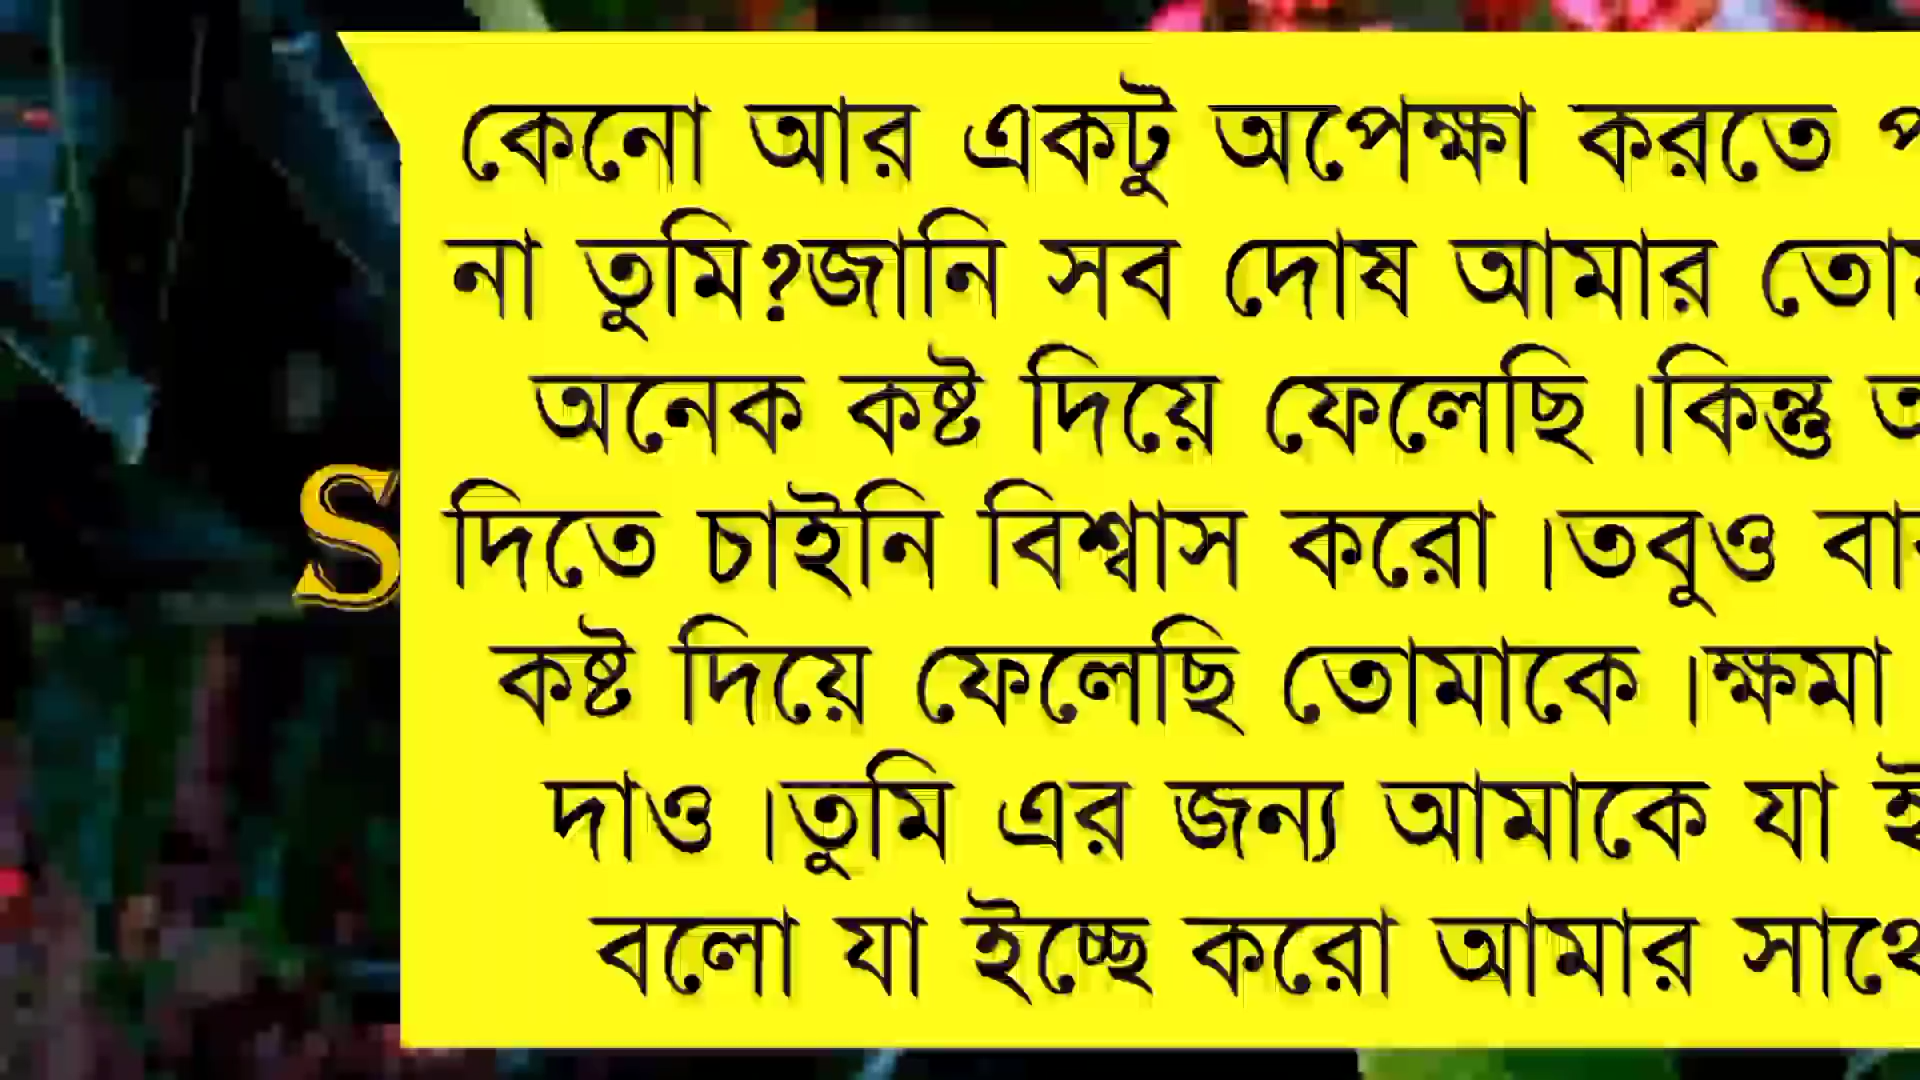 কেনো আর একটু অপেক্ষা করতে
না তুমি?জানি সব দোষ আমার
অনেক কষ্ট দিয়ে ফেলেছি ।কিন্তু
S
দিতে চাইনি বিশ্বাস করো ।তবুও
কষ্ট দিয়ে ফেলেছি তোমাকে ।ক্ষমা
দাও ।তুমি এর জন্য আমাকে যা
বলো যা ইচ্ছে করো আমার সাথে